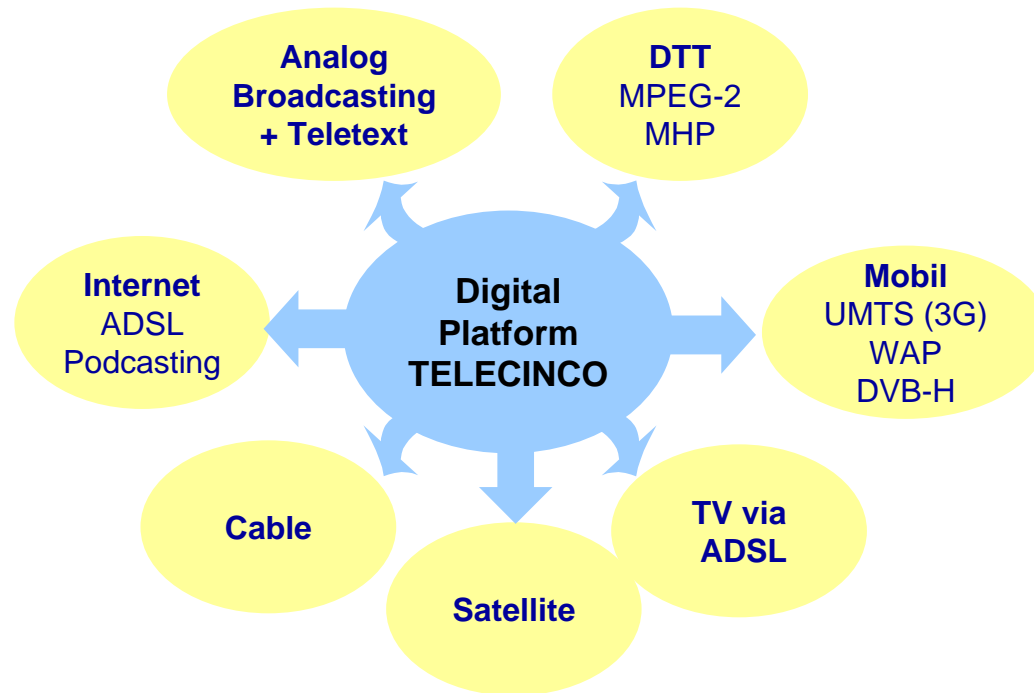 Analog
Broadcasting
+ Teletext
DTT
MPEG-2
MHP
Internet
ADSL
Podcasting
Digital
Platform
TELECINCO
Mobil
UMTS (3G)
WAP
DVB-H
Cable
Satellite
TV via
ADSL